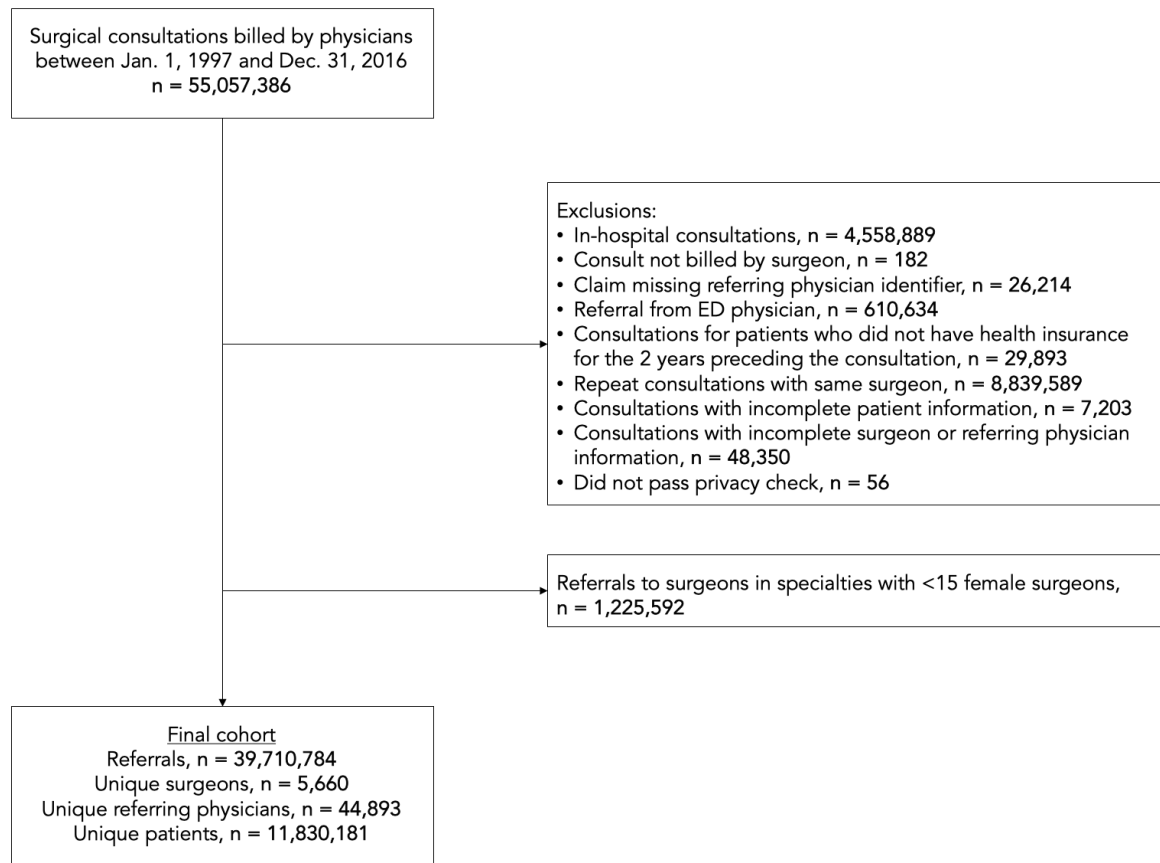 Surgical consultations billed by physicians
between Jan. 1, 1997 and Dec. 31, 2016
n = 55,057,386
Exclusions:
• In-hospital consultations, n = 4,558,889
• Consult not billed by surgeon, n = 182
• Claim missing referring physician identifier, n = 26,214
• Referral from ED physician, n = 610,634
• Consultations for patients who did not have health insurance
for the 2 years preceding the consultation, n = 29,893
• Repeat consultations with same surgeon, n = 8,839,589
• Consultations with incomplete patient information, n = 7,203
• Consultations with incomplete surgeon or referring physician
information, n = 48,350
• Did not pass privacy check, n = 56
Referrals to surgeons in specialties with <15 female surgeons,
n = 1,225,592
Final cohort
Referrals, n = 39,710,784
Unique surgeons, n = 5,660
Unique referring physicians, n = 44,893
Unique patients, n = 11,830,181